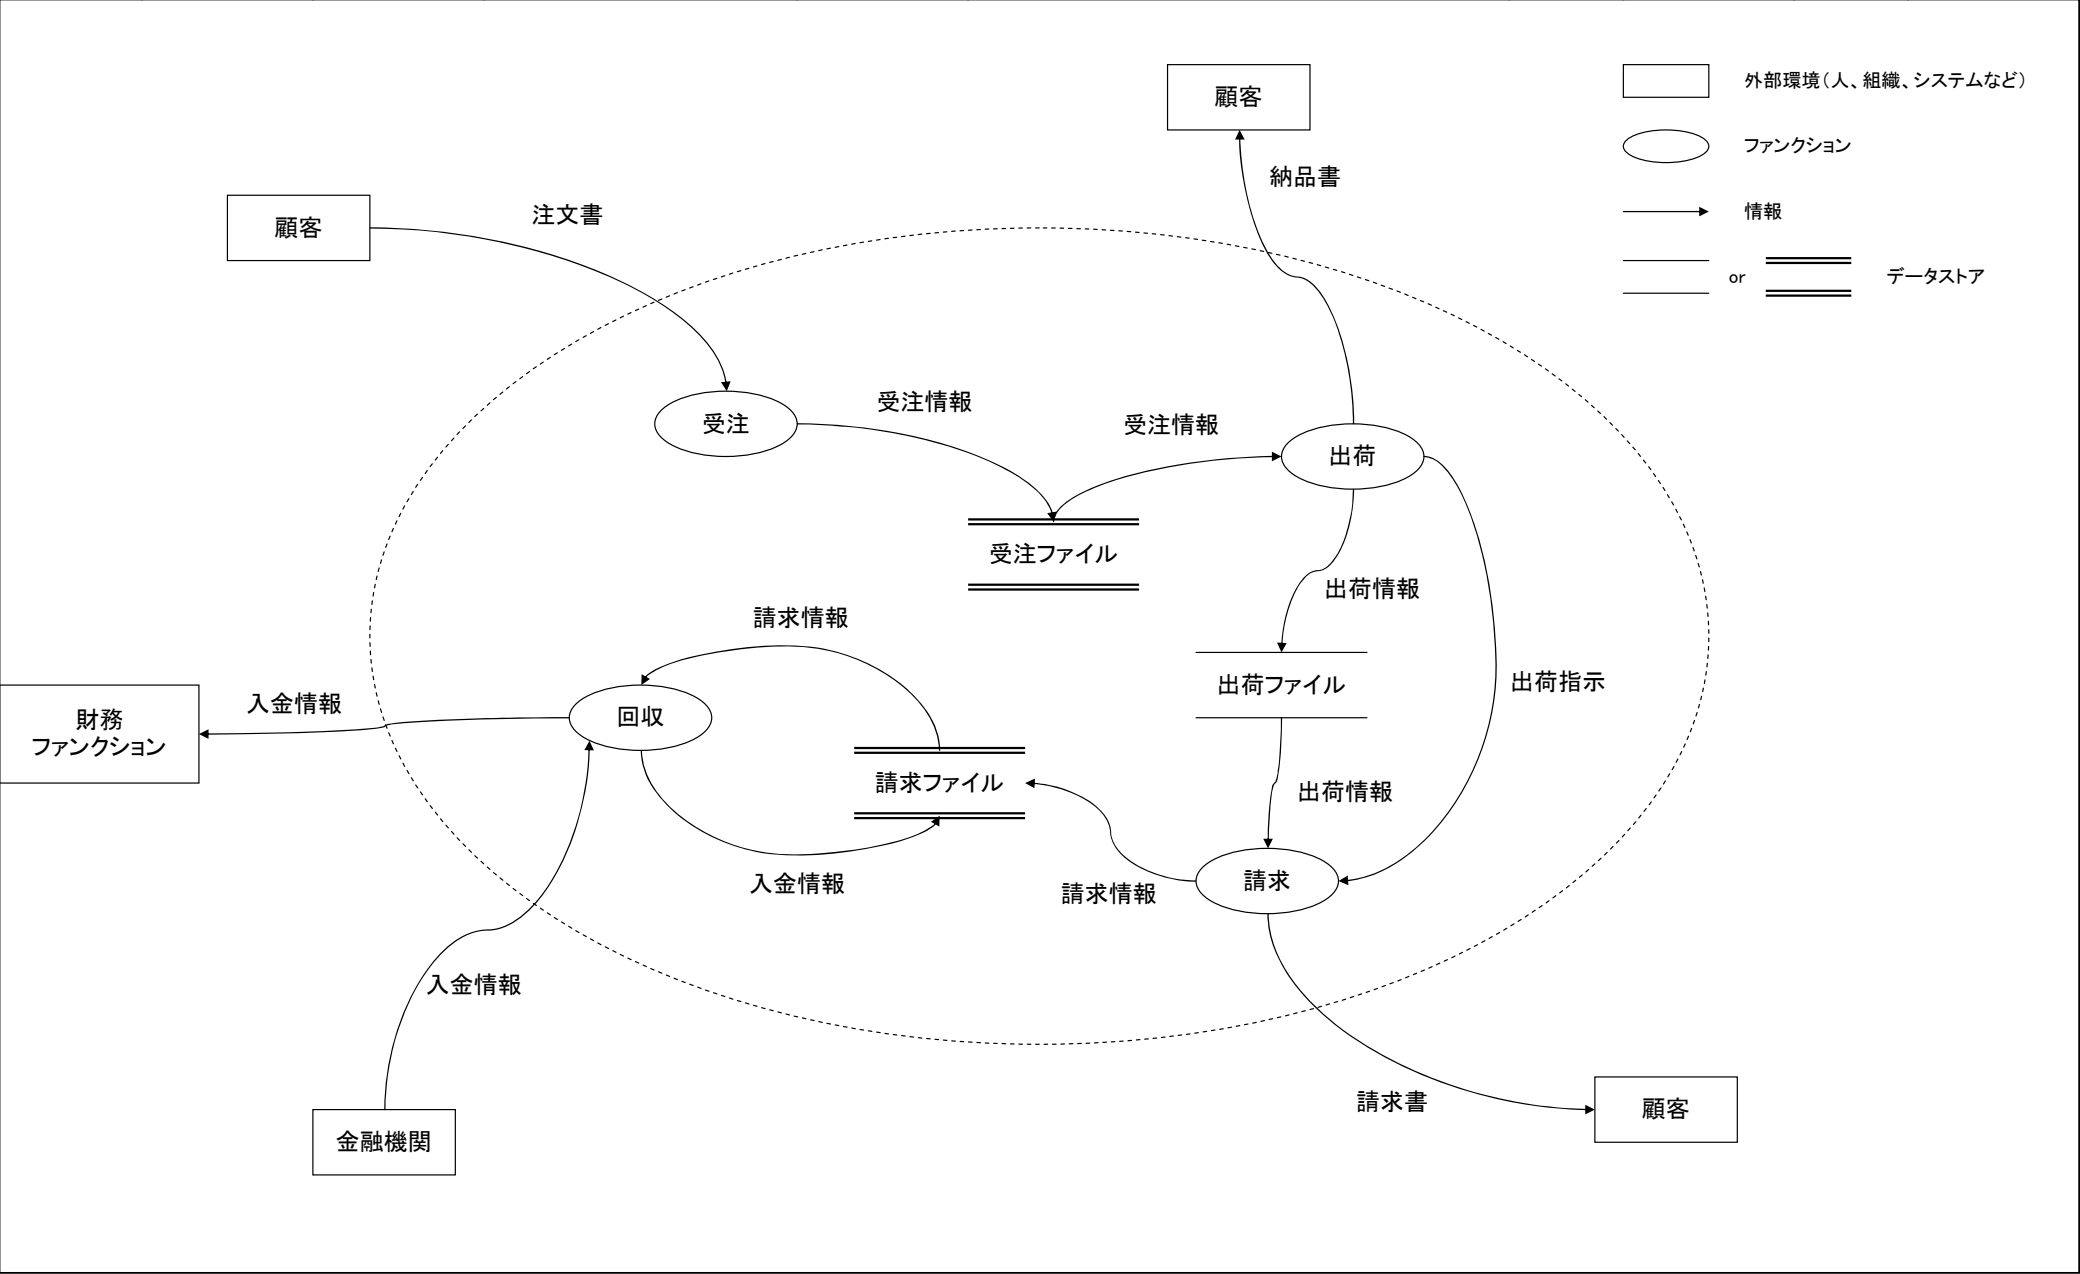 顧客
外部環境（人、組織、システムなど）
ファンクション
納品書
顧客
注文書
情報
or
データストア
受注
受注情報
受注情報
出荷
受注ファイル
出荷情報
請求情報
出荷ファイル
出荷指示
入金情報
回収
財務
ファンクション
請求ファイル
出荷情報
入金情報
請求情報
請求
入金情報
請求書
顧客
金融機関